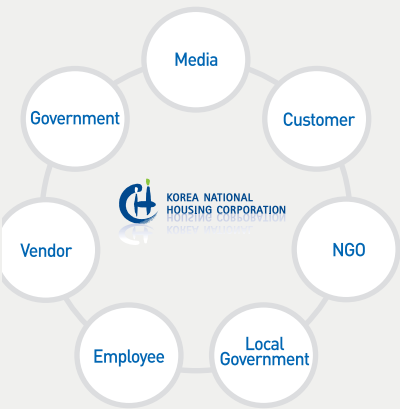 Media
Government
Customer
KOREA NATIONAL
HOUSING CORPORATION
Vendor
NGO
Employee
Local
Government